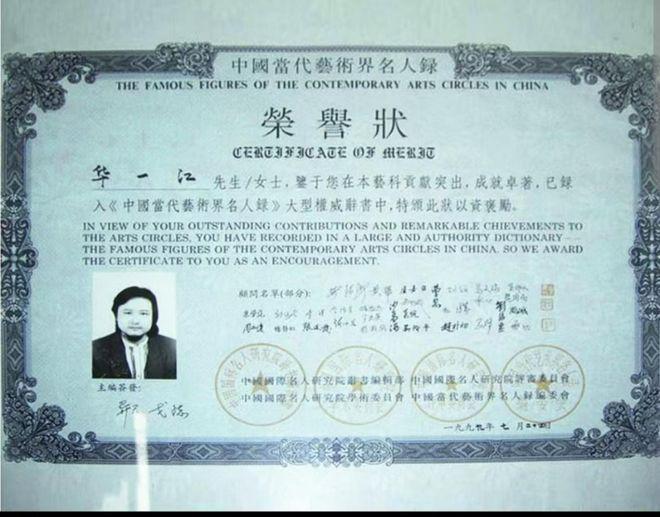 中國當代藝術界名人録
THE FAMOUS FIGURES OF THE CONTEMPORARY ARTS CIRCLES IN CHINA
榮譽狀
CERTIFICATE OF MERIT
华一江 先生/女士，鑒于您在本藝科貢獻突出，成就卓著，已録
入《中國當代藝術界名人録》大型權威辭書中，特頒此狀以資褒勵。
IN VIEW OF YOUR OUTSTANDING CONTRIBUTIONS AND REMARKABLE CHIEVEMENTS TO
THE ARTS CIRCLES, YOU HAVE RECORDED IN A LARGE AND AUTHORITY DICTIONARY—
THE FAMOUS FIGURES OF THE CONTEMPORARY ARTS CIRCLES IN CHINA. SO WE AWARD
THE CERTIFICATE TO YOU AS AN ENCOURAGEMENT.
顧問名單(部分):
主編簽發:
中國國際名人研究院辭書編輯部 中國國際名人研究院評審委員會
中國國際名人研究院學術委員會 中國當代藝術界名人録編委會
一九九九年七月二十四日